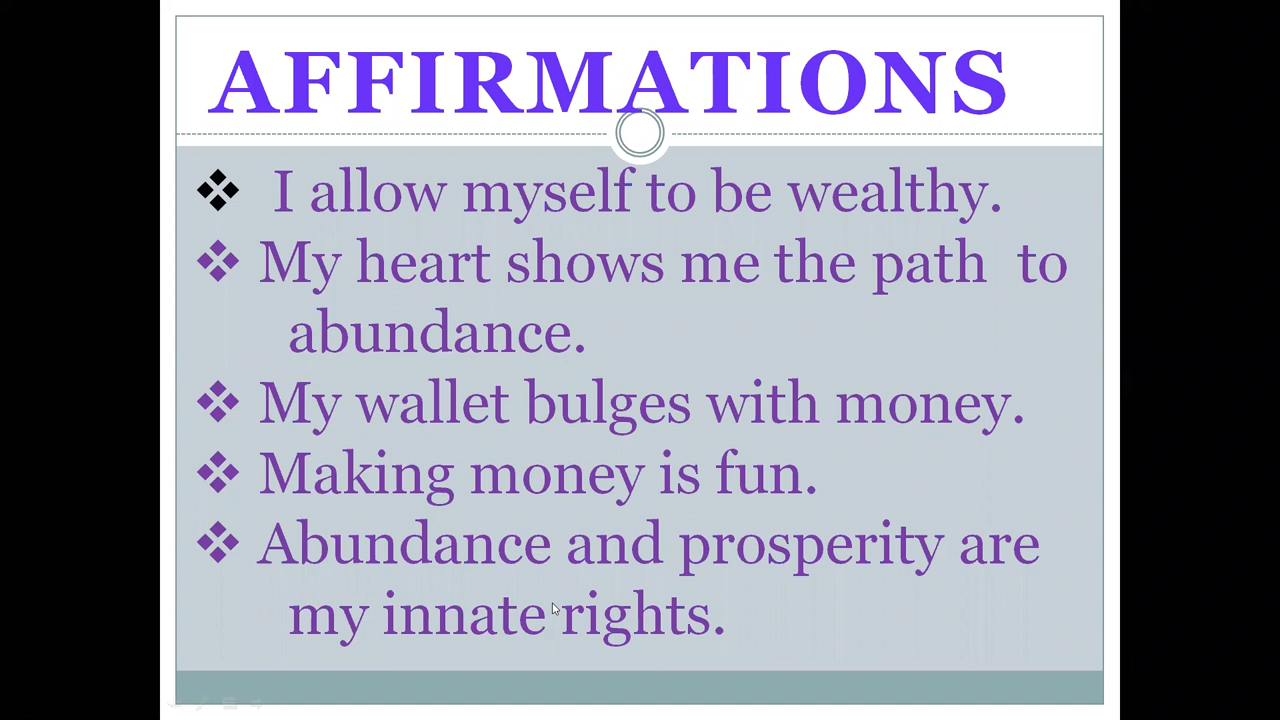 AFFIRMATIONS
❖ I allow myself to be wealthy.
❖ My heart shows me the path to
abundance.
❖ My wallet bulges with money.
❖ Making money is fun.
❖ Abundance and prosperity are
my innate rights.